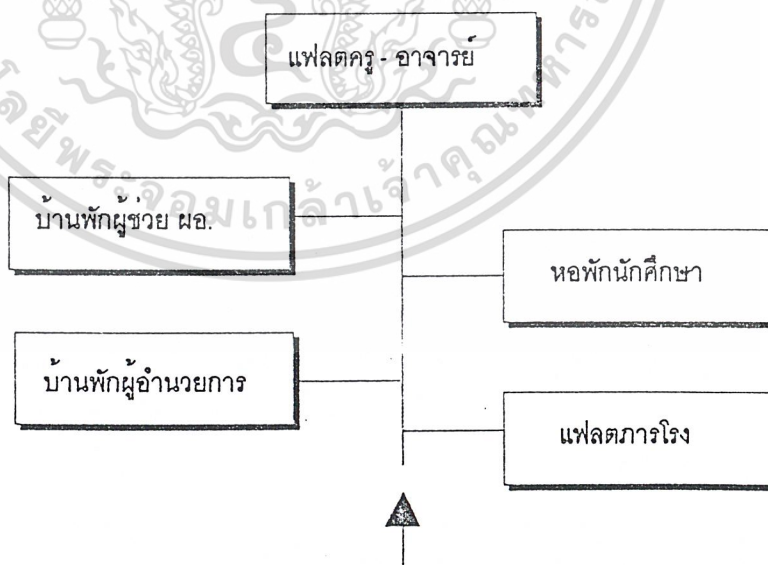 แฟลตครู - อาจารย์
บ้านพักผู้ช่วย ผอ.
หอพักนักศึกษา
บ้านพักผู้อำนวยการ
แฟลตภารโรง